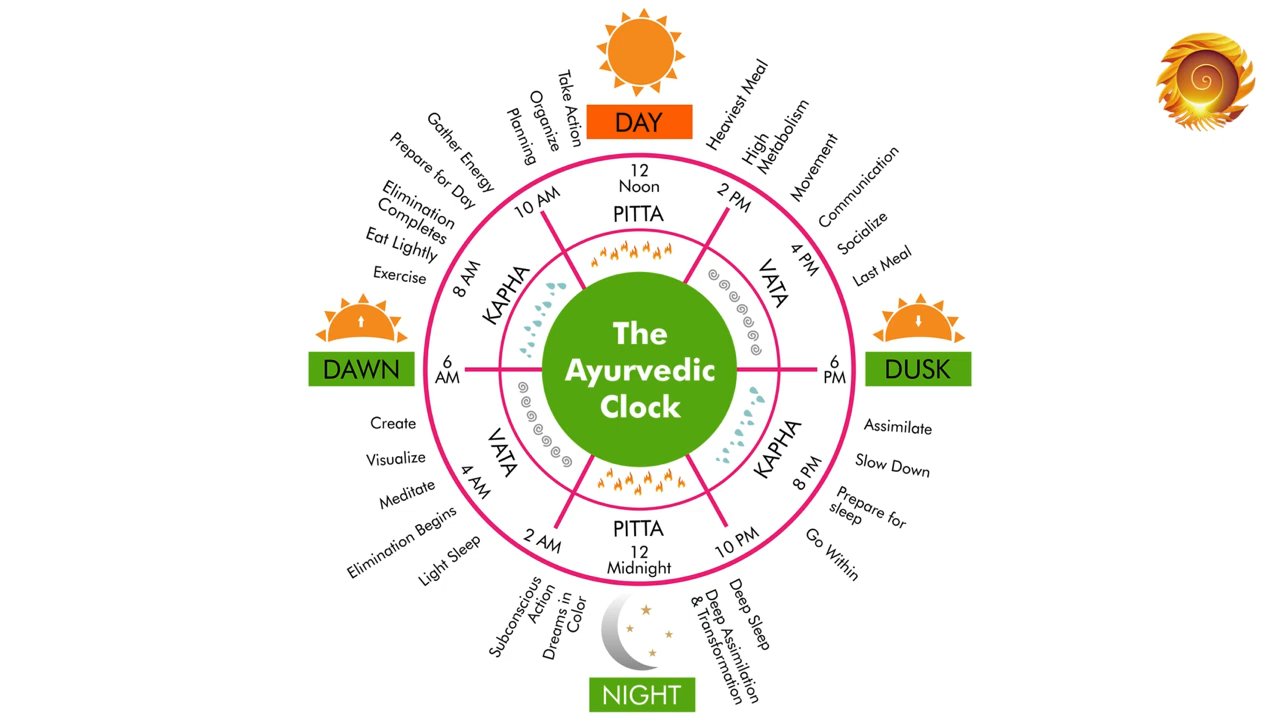 DAY
12
Noon
PITTA
Heaviest Meal
High
Metabolism
2 PM
Movement
Communication
4 PM
VATA
Socialize
Last Meal
6
PM
DUSK
Assimilate
Slow Down
KAPHA
8 PM
Prepare for
sleep
Go Within
10 PM
Deep Sleep
Deep Assimilation
& Transformation
PITTA
12
Midnight
NIGHT
Dreams in
Color
Subconscious
Action
2 AM
Light Sleep
Elimination Begins
4 AM
VATA
Meditate
Visualize
Create
DAWN
6
AM
Exercise
Eat Lightly
8 AM
KAPHA
Elimination
Completes
Prepare for Day
Gather Energy
10 AM
Planning
Organize
Take Action
The
Ayurvedic
Clock